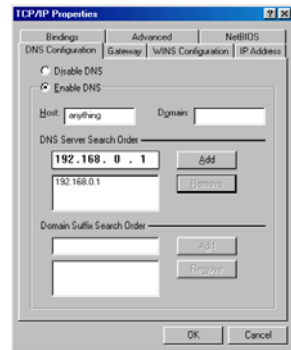 TCP/IP Properties
Bindings Advanced NetBIOS
DNS Configuration Gateway WINS Configuration IP Address
Disable DNS
Enable DNS
Host: anything Domain:
DNS Server Search Order
192.168. 0 . 1 Add
192.168.0.1 Remove
Domain Suffix Search Order
Add
Remove
OK Cancel